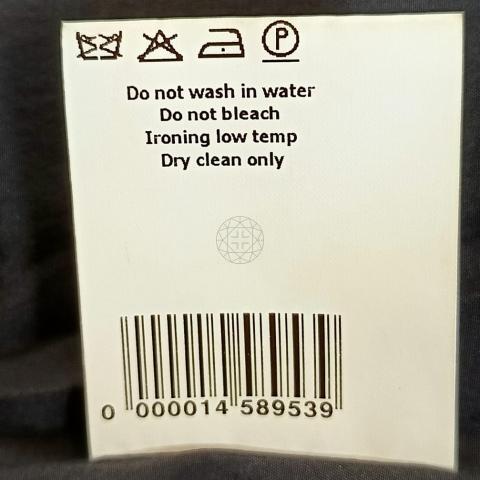 P
Do not wash in water
Do not bleach
Ironing low temp
Dry clean only
0 000014 589539